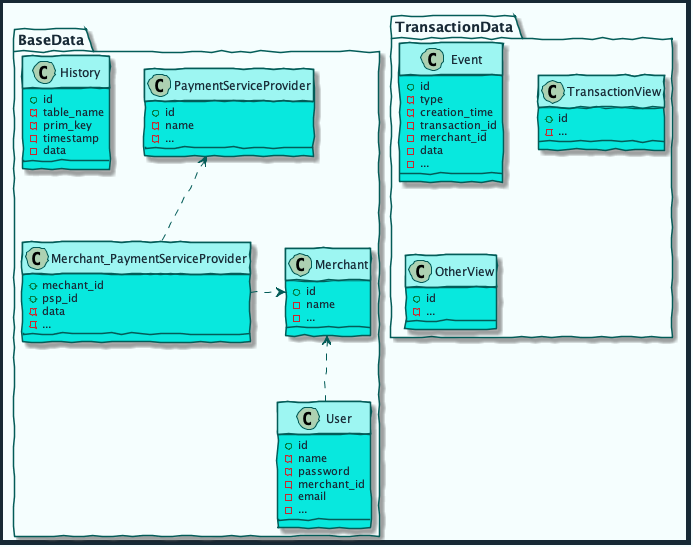 BaseData
C History
id
table_name
prim_key
timestamp
data
C PaymentServiceProvider
id
name
...
C Merchant_PaymentServiceProvider
mechant_id
psp_id
data
...
C Merchant
id
name
...
C User
id
name
password
merchant_id
email
...
TransactionData
C Event
id
type
creation_time
transaction_id
merchant_id
data
...
C TransactionView
id
...
C OtherView
id
...